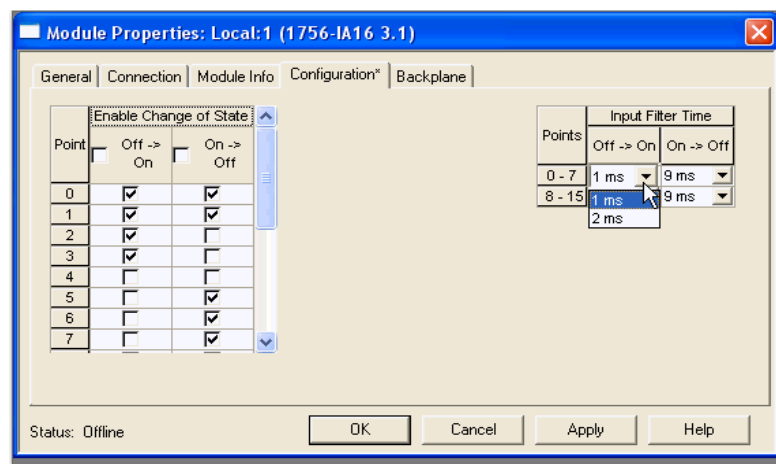 Module Properties: Local:1 (1756-IA16 3.1)
General Connection Module Info Configuration* Backplane
Enable Change of State
Point Off -> On On -> Off
0
1
2
3
4
5
6
7
Input Filter Time
Points Off -> On On -> Off
0 - 7 1 ms 9 ms
8 - 15 1 ms 9 ms
2 ms
Status: Offline OK Cancel Apply Help